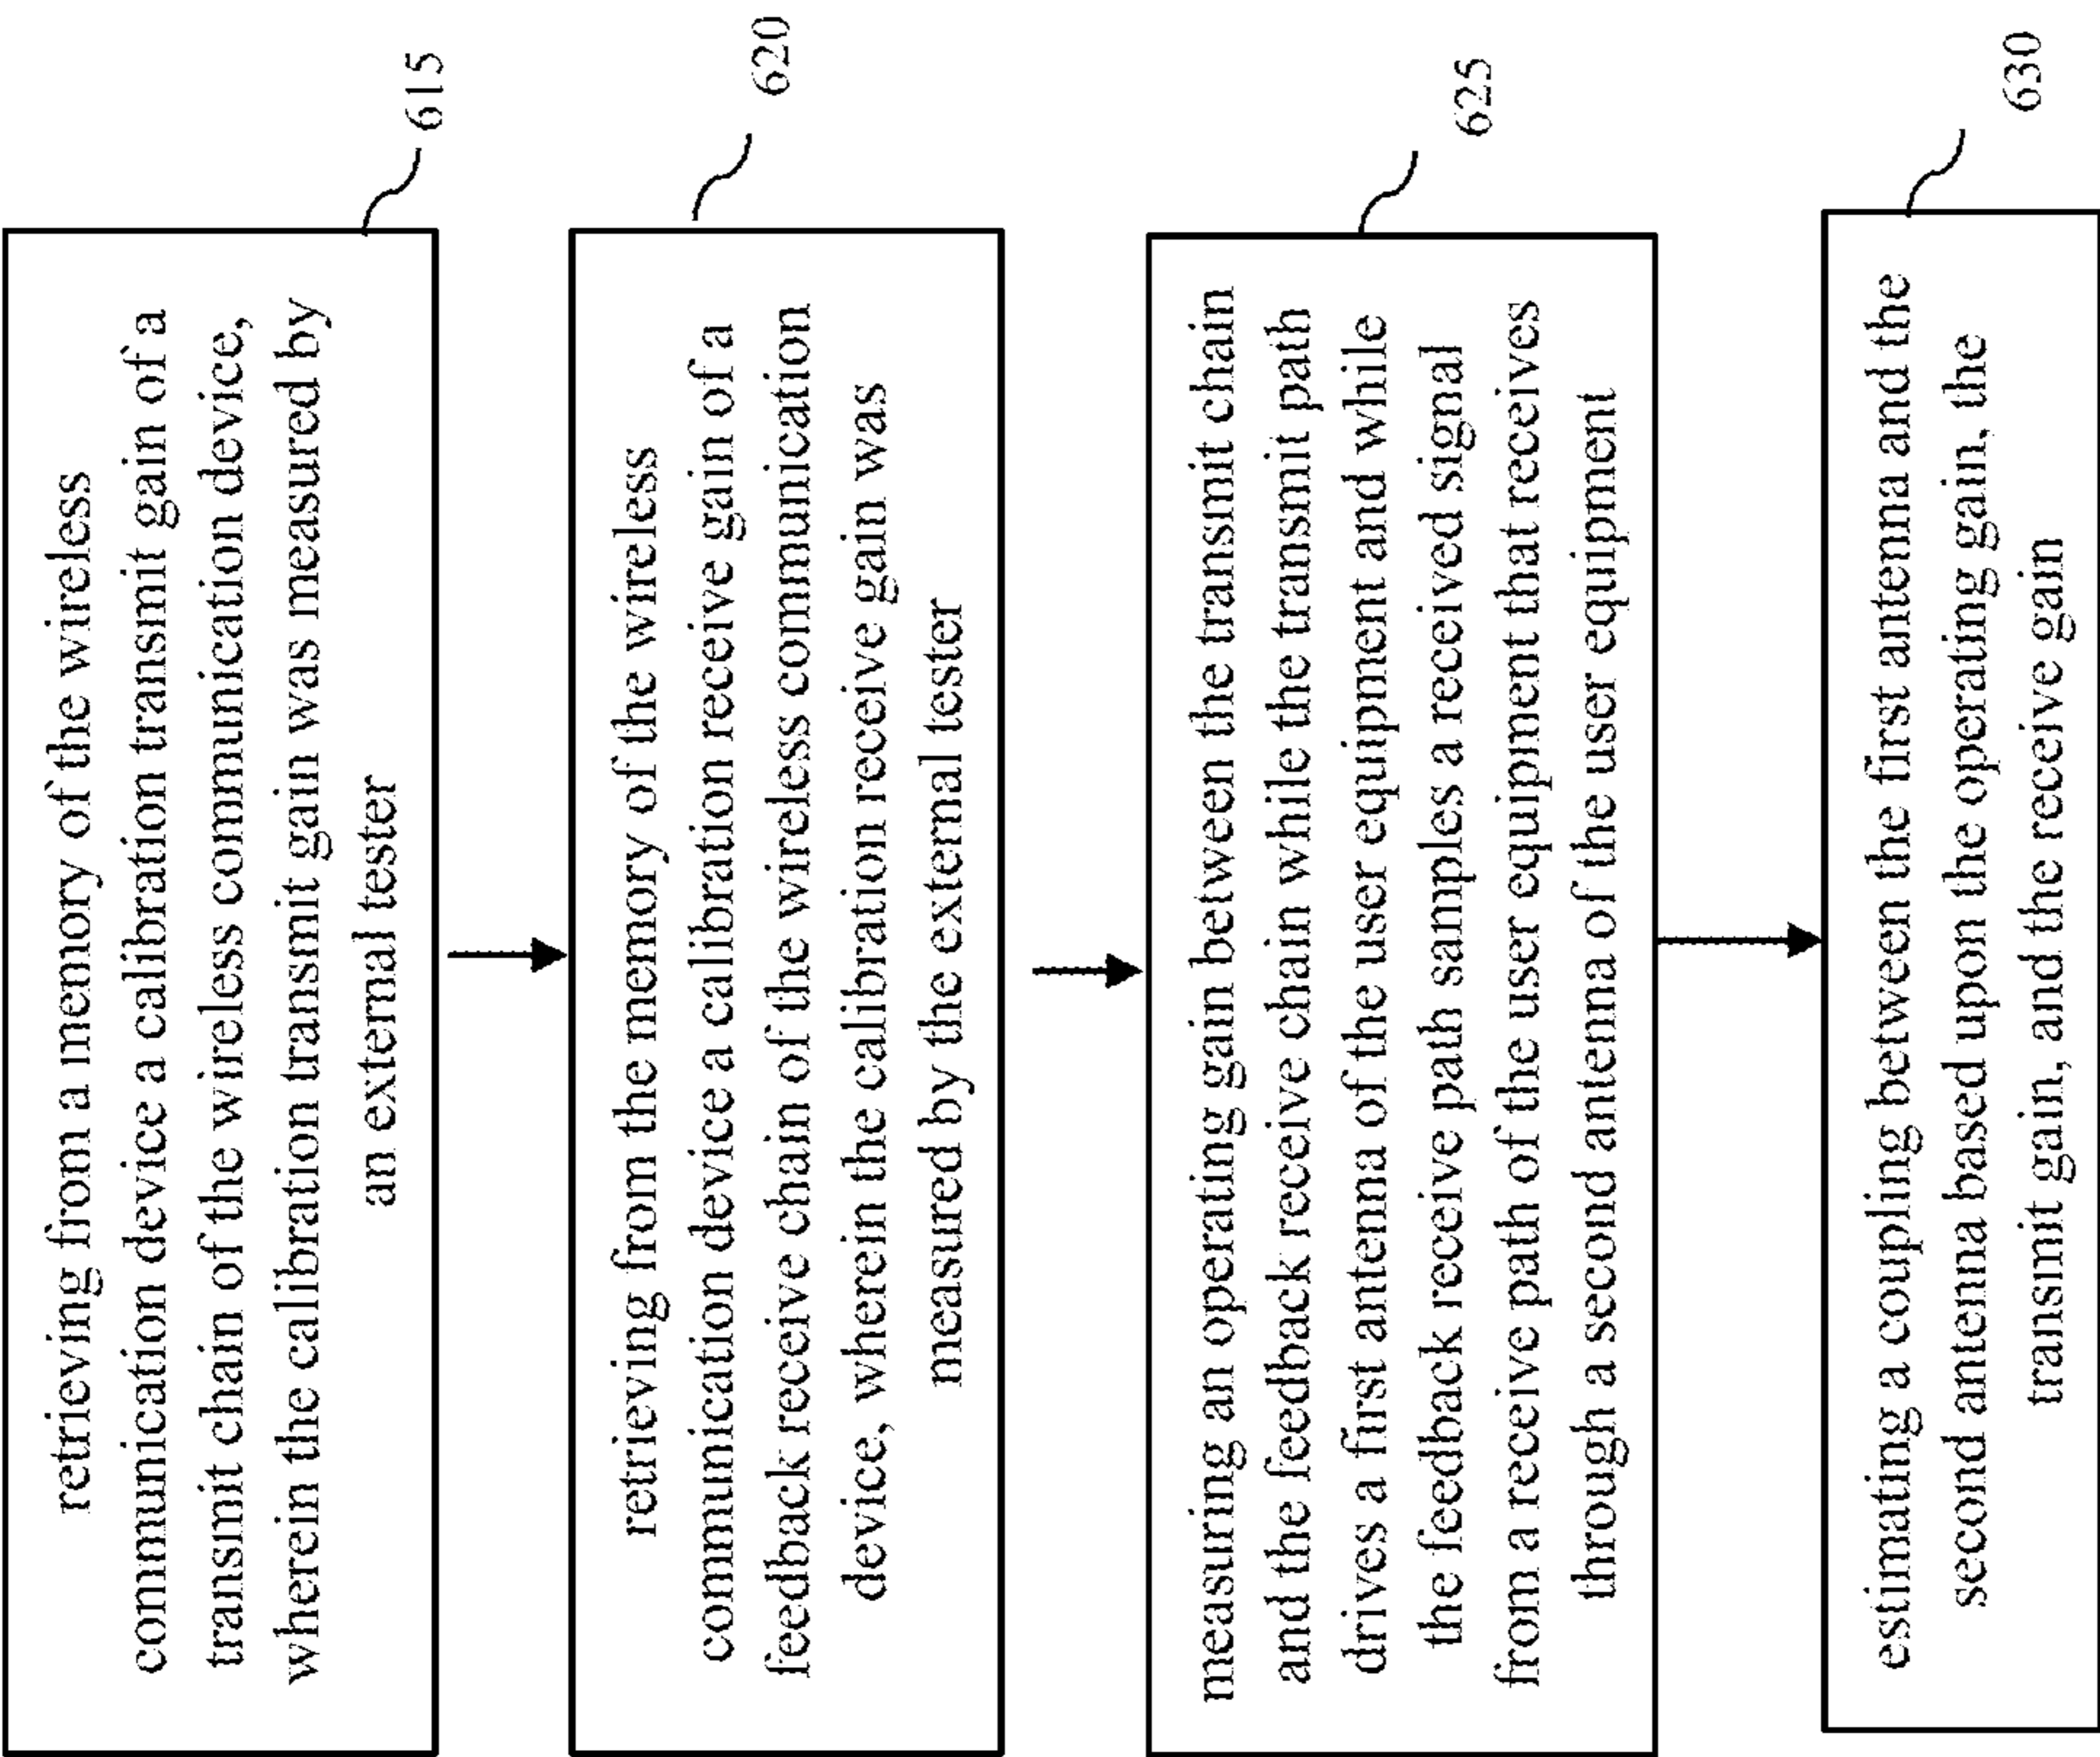 retrieving from a memory of the wireless
communication device a calibration transmit gain of a
transmit chain of the wireless communication device,
wherein the calibration transmit gain was measured by
an external tester
615
retrieving from the memory of the wireless
communication device a calibration receive gain of a
feedback receive chain of the wireless communication
device, wherein the calibration receive gain was
measured by the external tester
620
measuring an operating gain between the transmit chain
and the feedback receive chain while the transmit path
drives a first antenna of the user equipment and while
the feedback receive path samples a received signal
from a receive path of the user equipment that receives
through a second antenna of the user equipment
625
estimating a coupling between the first antenna and the
second antenna based upon the operating gain, the
transmit gain, and the receive gain
630